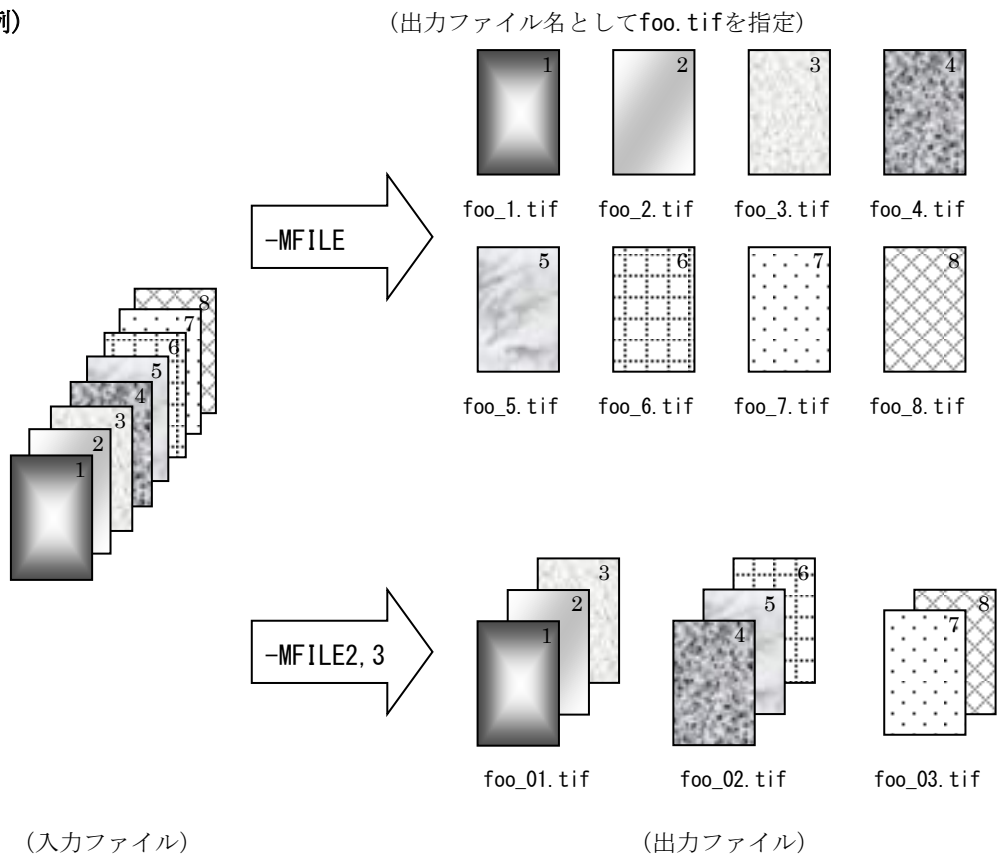 例)
(出力ファイル名としてfoo.tifを指定)
1 2 3 4
foo_1.tif foo_2.tif foo_3.tif foo_4.tif
-MFILE
5 6 7 8
foo_5.tif foo_6.tif foo_7.tif foo_8.tif
8
7
6
5
4
3
2
1
-MFILE2,3
3
2
1
6
5
4
8
7
foo_01.tif foo_02.tif foo_03.tif
(入力ファイル) (出力ファイル)